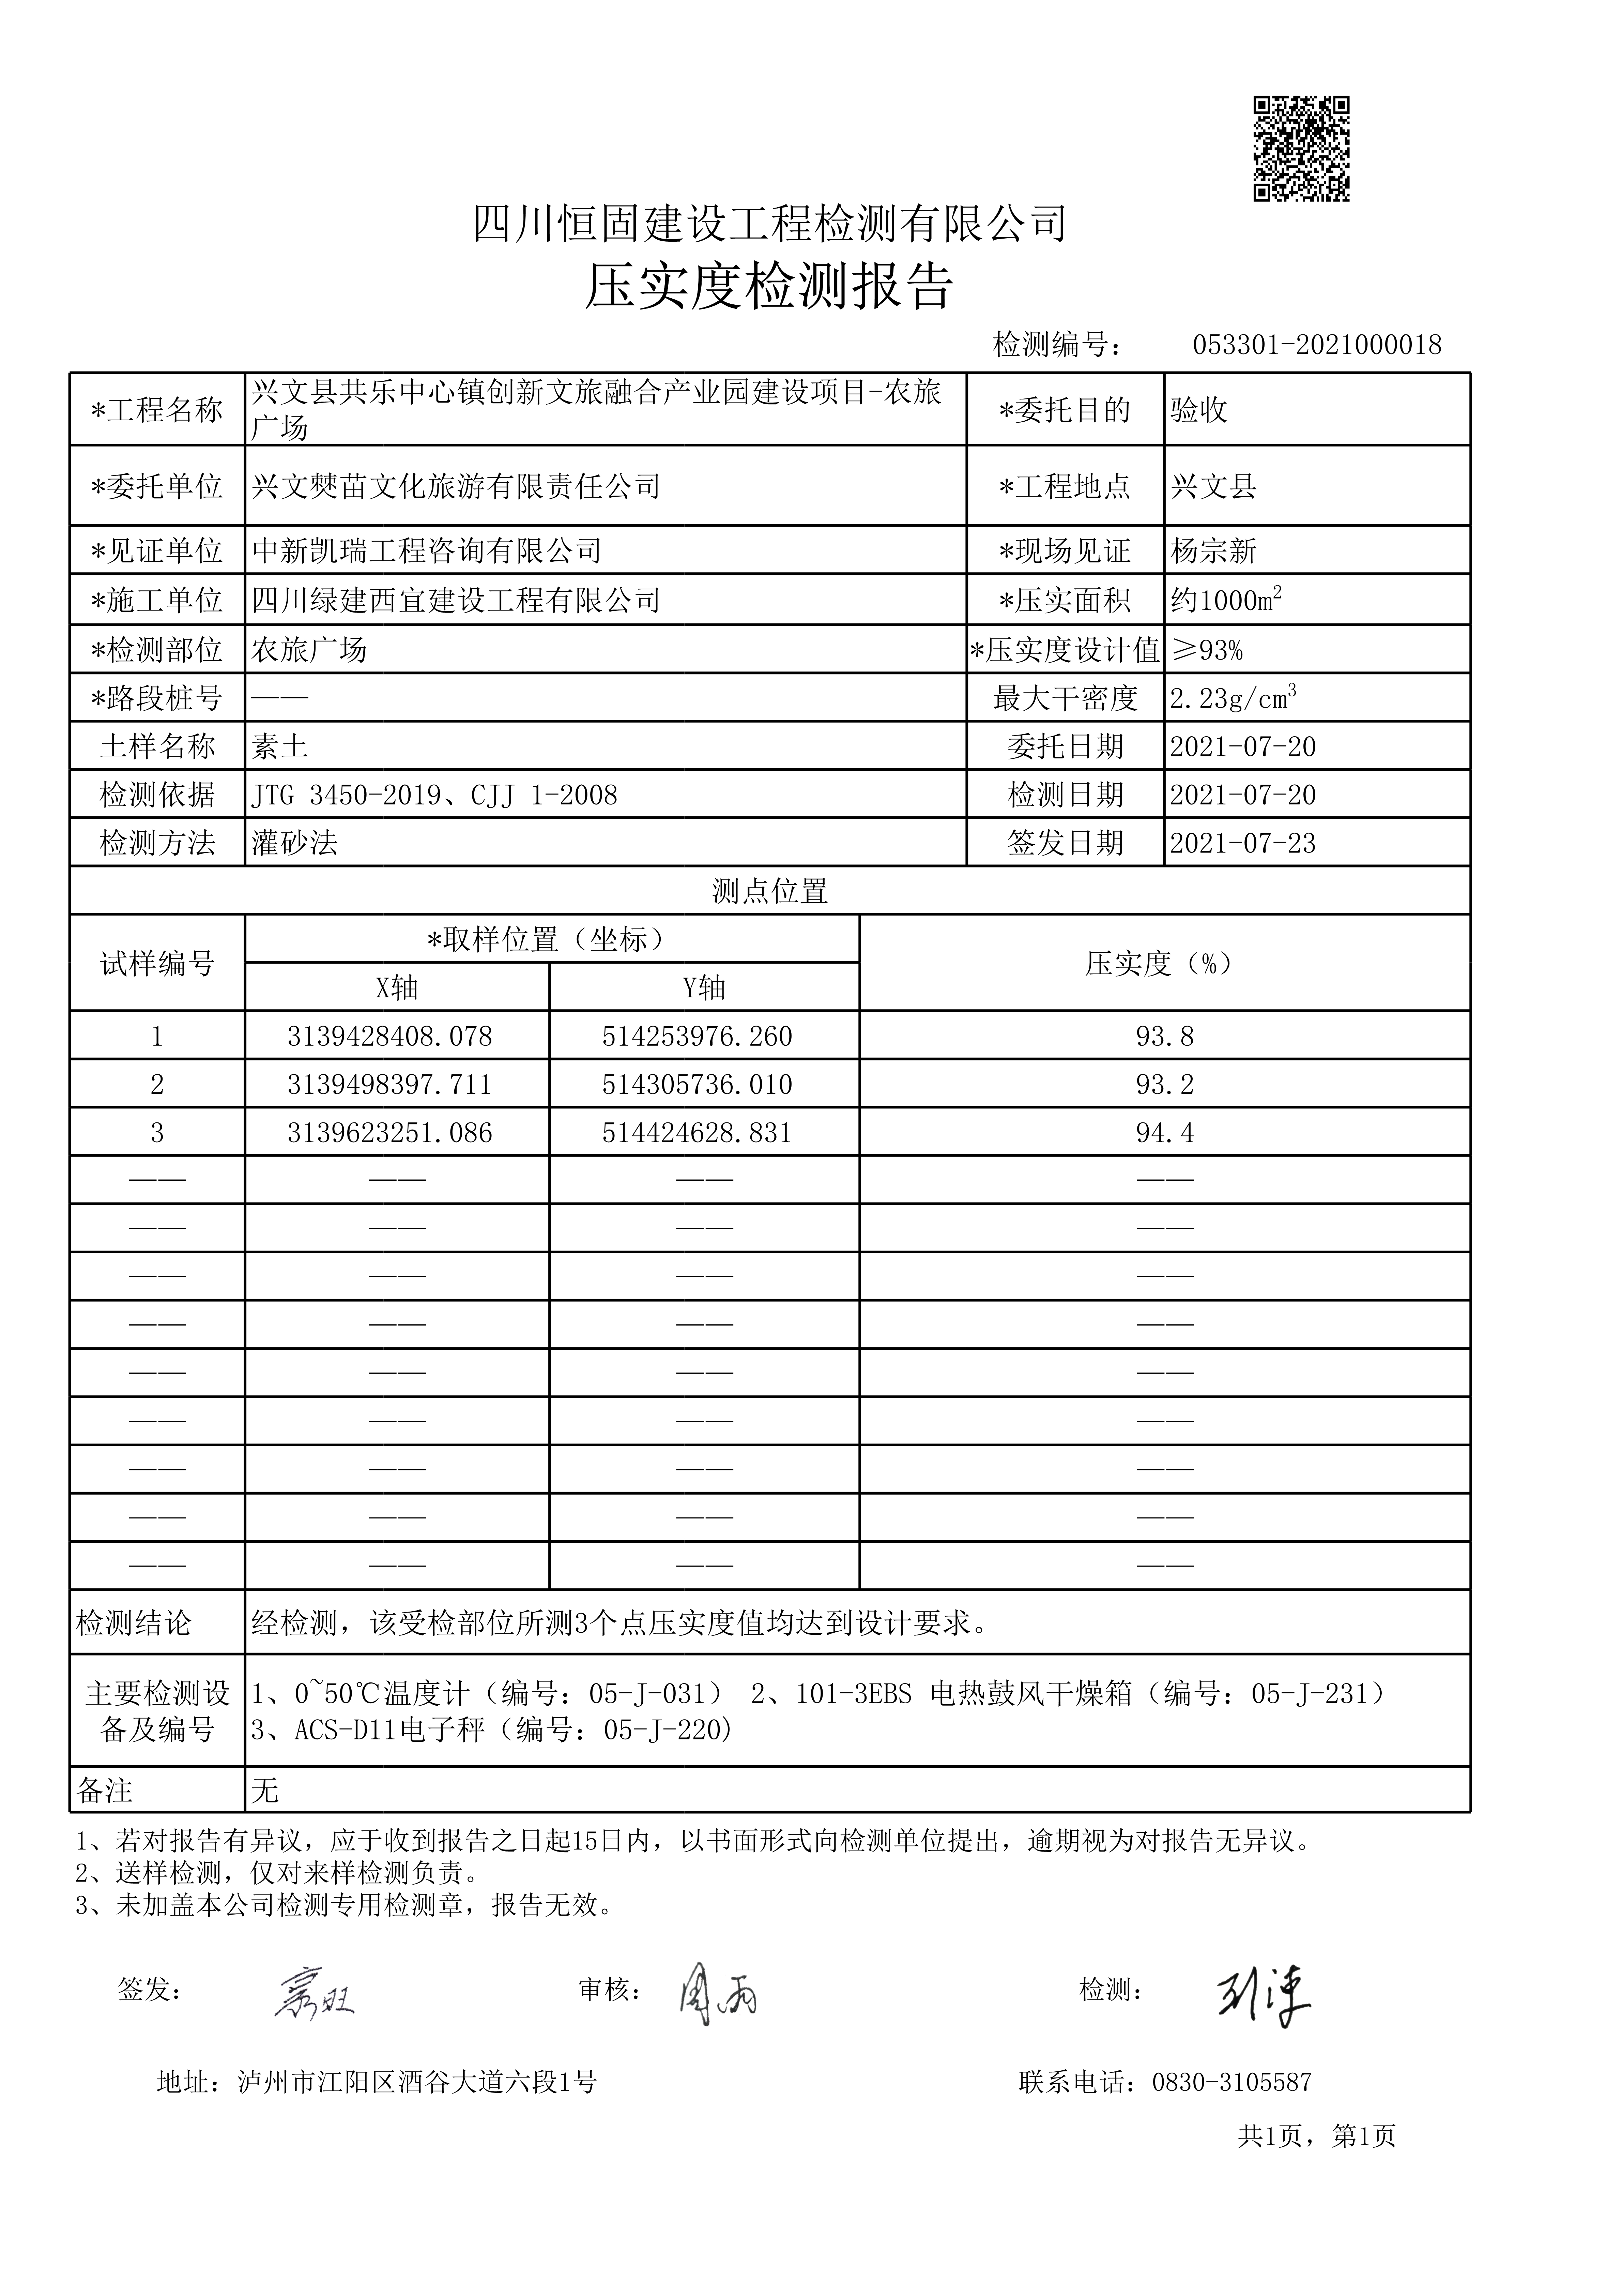 四川恒固建设工程检测有限公司
压实度检测报告
检测编号： 053301-2021000018
*工程名称 兴文县共乐中心镇创新文旅融合产业园建设项目-农旅广场 *委托目的 验收
*委托单位 兴文僰苗文化旅游有限责任公司 *工程地点 兴文县
*见证单位 中新凯瑞工程咨询有限公司 *现场见证 杨宗新
*施工单位 四川绿建西宜建设工程有限公司 *压实面积 约1000m²
*检测部位 农旅广场 *压实度设计值 ≥93%
*路段桩号 —— 最大干密度 2.23g/cm³
土样名称 素土 委托日期 2021-07-20
检测依据 JTG 3450-2019、CJJ 1-2008 检测日期 2021-07-20
检测方法 灌砂法 签发日期 2021-07-23
测点位置
试样编号 *取样位置（坐标） 压实度（%）
X轴 Y轴
1 3139428408.078 514253976.260 93.8
2 3139498397.711 514305736.010 93.2
3 3139623251.086 514424628.831 94.4
—— —— —— ——
—— —— —— ——
—— —— —— ——
—— —— —— ——
—— —— —— ——
—— —— —— ——
—— —— —— ——
—— —— —— ——
—— —— —— ——
检测结论 经检测，该受检部位所测3个点压实度值均达到设计要求。
主要检测设备及编号 1、0~50℃温度计（编号：05-J-031） 2、101-3EBS 电热鼓风干燥箱（编号：05-J-231）
3、ACS-D11电子秤（编号：05-J-220)
备注 无
1、若对报告有异议，应于收到报告之日起15日内，以书面形式向检测单位提出，逾期视为对报告无异议。
2、送样检测，仅对来样检测负责。
3、未加盖本公司检测专用检测章，报告无效。
签发： 审核： 周雨 检测：
地址：泸州市江阳区酒谷大道六段1号 联系电话：0830-3105587
共1页，第1页